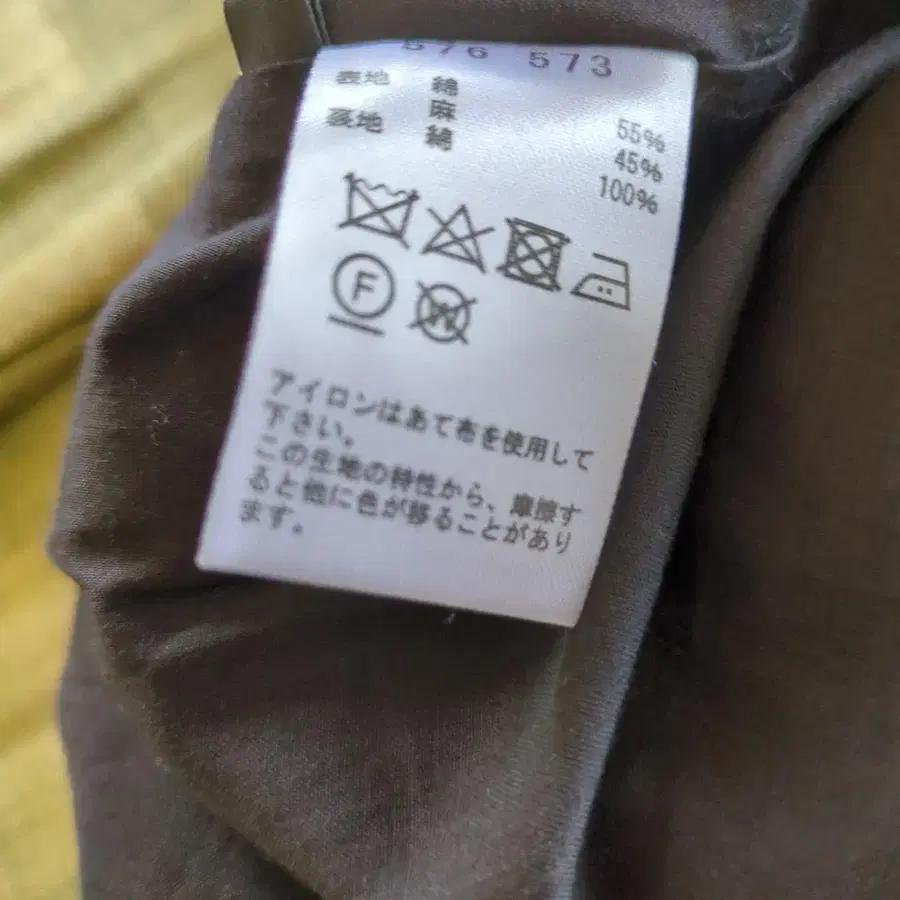 576 573
表地 綿 55%
麻 45%
裏地 綿 100%
F
W
アイロンはあて布を使用して
下さい。
この生地の特性から、摩擦す
ると他に色が移ることがあり
ます。